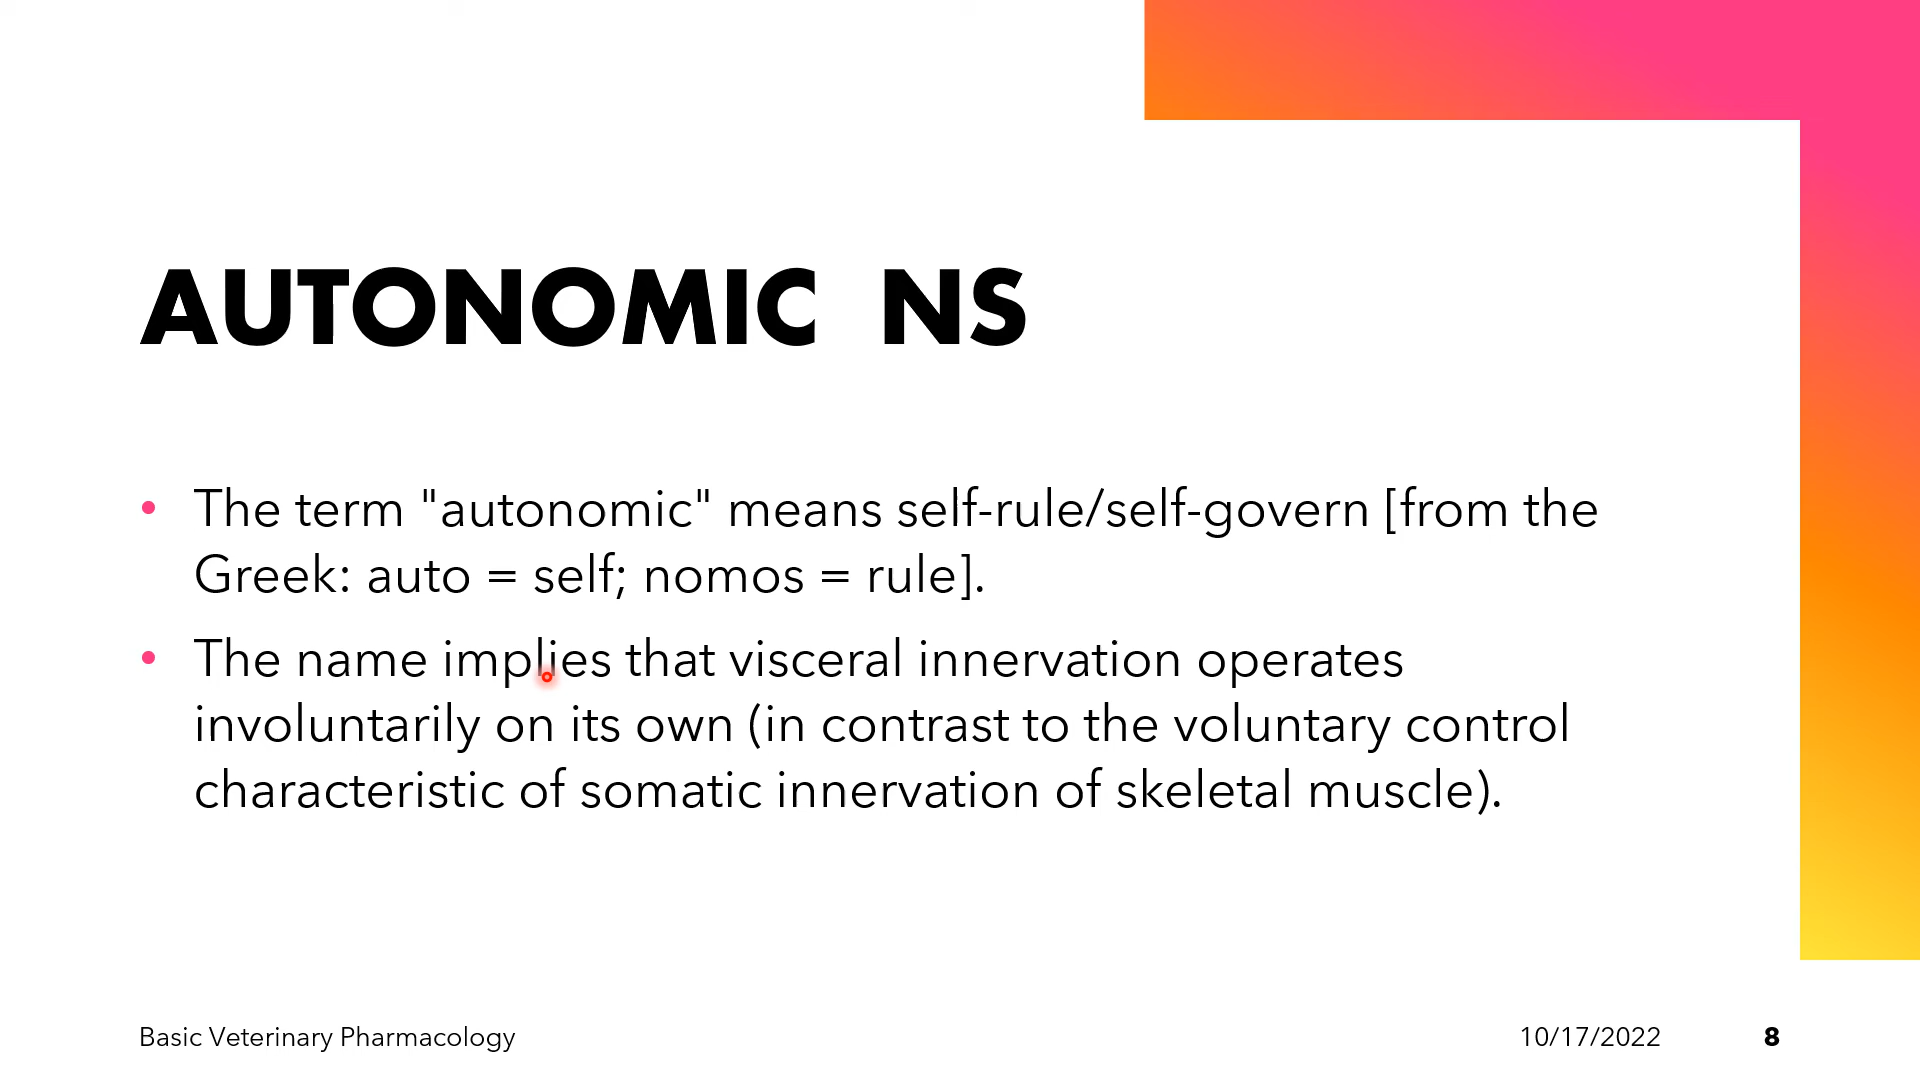 AUTONOMIC NS
• The term "autonomic" means self-rule/self-govern [from the
Greek: auto = self; nomos = rule].
• The name implies that visceral innervation operates
involuntarily on its own (in contrast to the voluntary control
characteristic of somatic innervation of skeletal muscle).
Basic Veterinary Pharmacology 10/17/2022 8